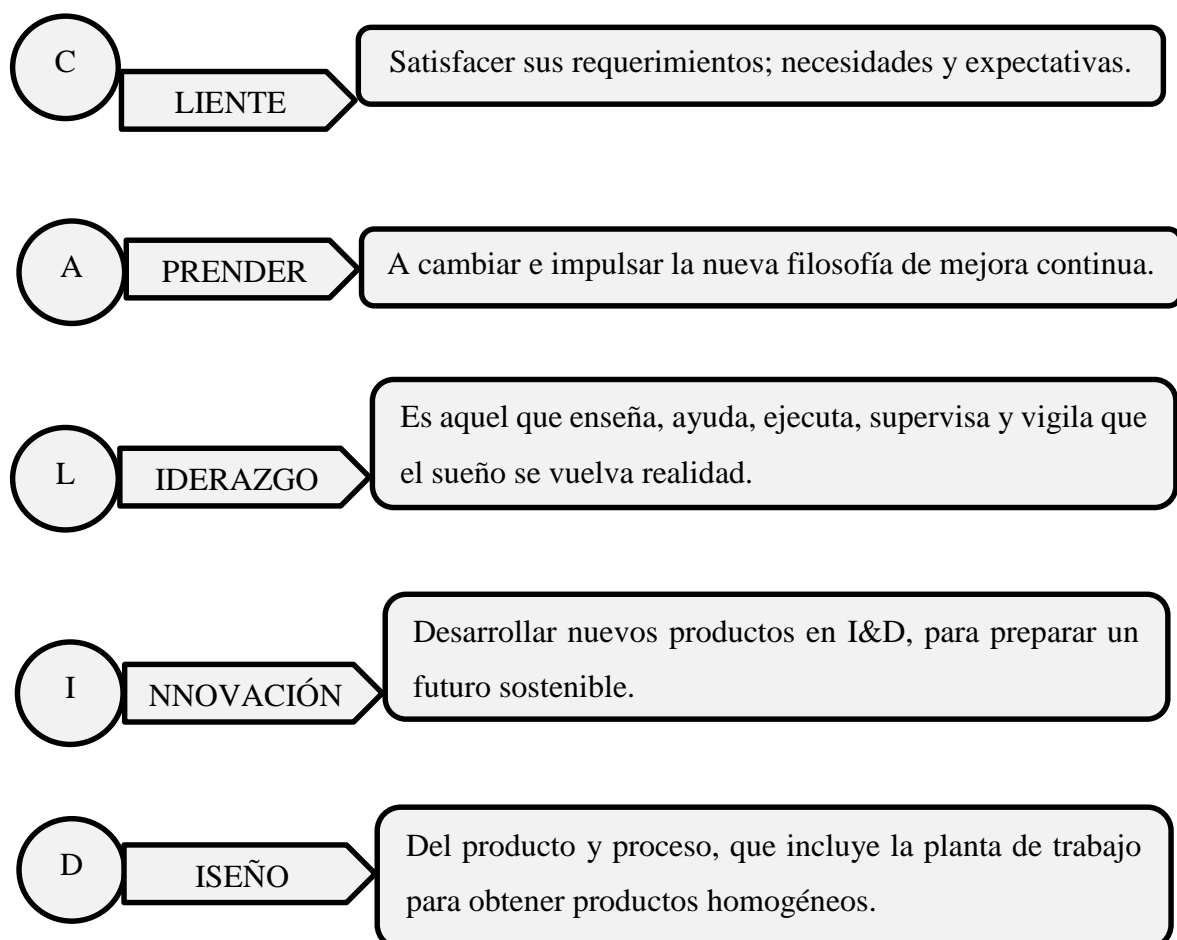 C
LIENTE
Satisfacer sus requerimientos; necesidades y expectativas.
A
PRENDER
A cambiar e impulsar la nueva filosofía de mejora continua.
L
IDERAZGO
Es aquel que enseña, ayuda, ejecuta, supervisa y vigila que
el sueño se vuelva realidad.
I
NNOVACIÓN
Desarrollar nuevos productos en I&D, para preparar un
futuro sostenible.
D
ISEÑO
Del producto y proceso, que incluye la planta de trabajo
para obtener productos homogéneos.